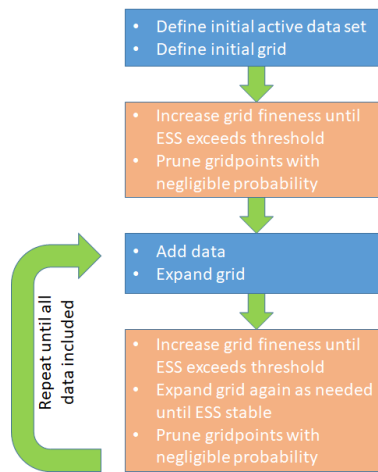 • Define initial active data set
• Define initial grid
• Increase grid fineness until
ESS exceeds threshold
• Prune gridpoints with
negligible probability
• Add data
• Expand grid
Repeat until all
data included
• Increase grid fineness until
ESS exceeds threshold
• Expand grid again as needed
until ESS stable
• Prune gridpoints with
negligible probability